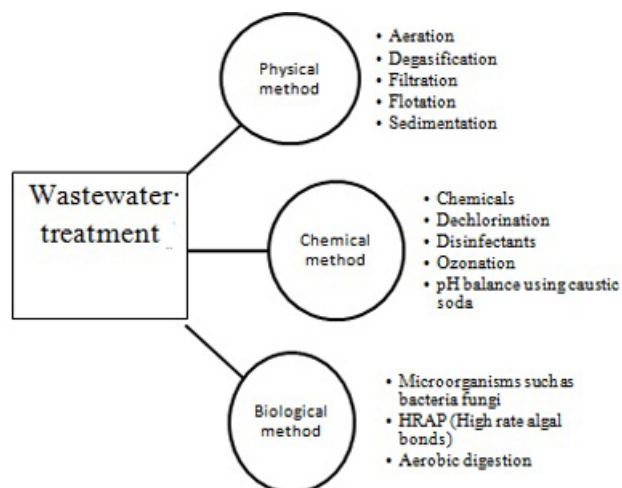 Physical
method
• Aeration
• Degasification
• Filtration
• Flotation
• Sedimentation
Wastewater
treatment
Chemical
method
• Chemicals
• Dechlorination
• Disinfectants
• Ozonation
• pH balance using caustic
soda
Biological
method
• Microorganisms such as
bacteria fungi
• HRAP (High rate algal
bonds)
• Aerobic digestion